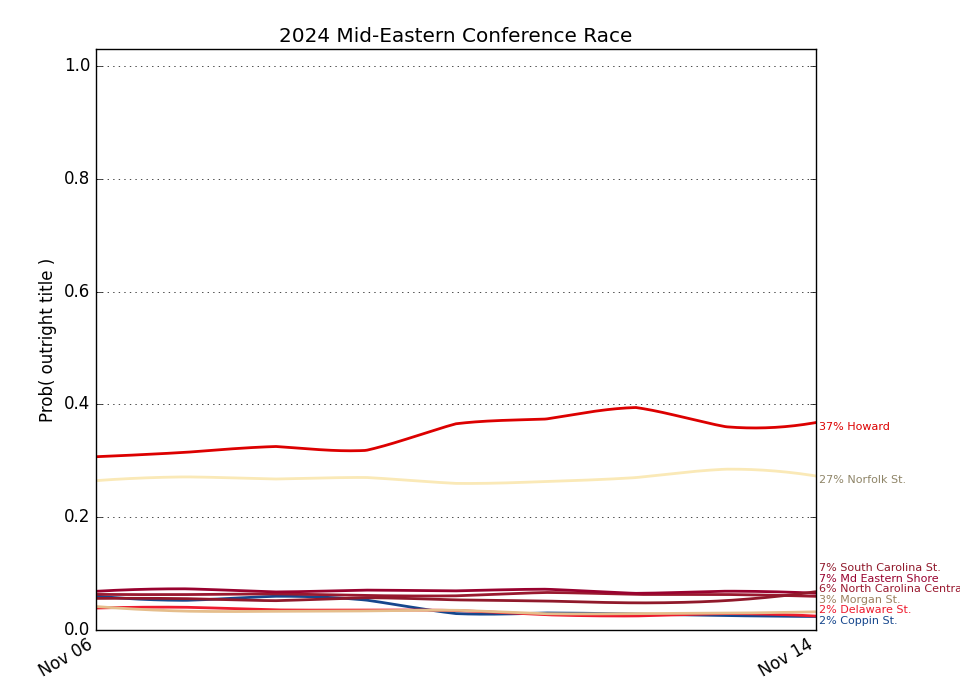 2024 Mid-Eastern Conference Race
1.0
0.8
0.6
0.4
0.2
0.0
Prob( outright title )
Nov 06
Nov 14
37% Howard
27% Norfolk St.
7% South Carolina St.
7% Md Eastern Shore
6% North Carolina Centra
3% Morgan St.
2% Delaware St.
2% Coppin St.